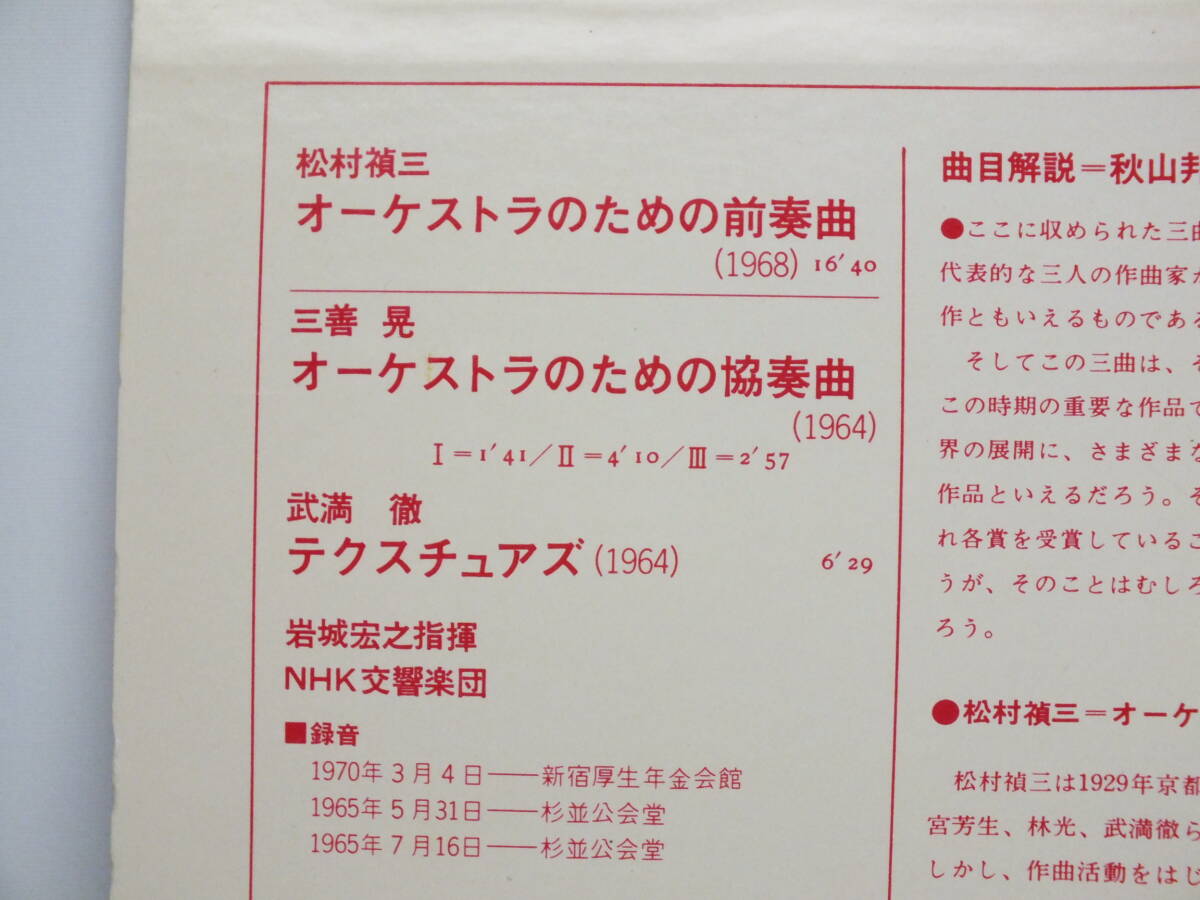 松村禎三
オーケストラのための前奏曲
(1968) 16′40
三善 晃
オーケストラのための協奏曲
(1964)
Ⅰ=1′41/Ⅱ=4′10/Ⅲ=2′57
武満 徹
テクスチュアズ(1964) 6′29
岩城宏之指揮
NHK交響楽団
■録音
1970年3月4日──新宿厚生年金会館
1965年5月31日──杉並公会堂
1965年7月16日──杉並公会堂
曲目解説=秋山
●ここに収められた三曲
代表的な三人の作曲家が
作ともいえるものである
そしてこの三曲は、そ
この時期の重要な作品で
界の展開に、さまざまな
作品といえるだろう。そ
れ各賞を受賞しているこ
うが、そのことはむしろ
ろう。
●松村禎三=オーケ
松村禎三は1929年京都
宮芳生、林光、武満徹ら
しかし、作曲活動をはじ